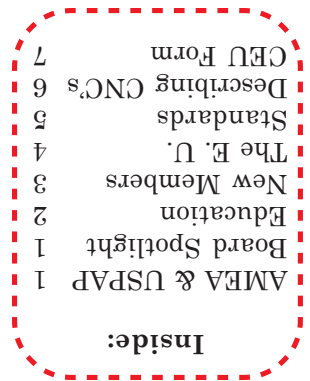 Inside:
AMEA & USPAP 1
Board Spotlight 1
Education 2
New Members 3
The E. U. 4
Standards 5
Describing CNC's 6
CEU Form 7